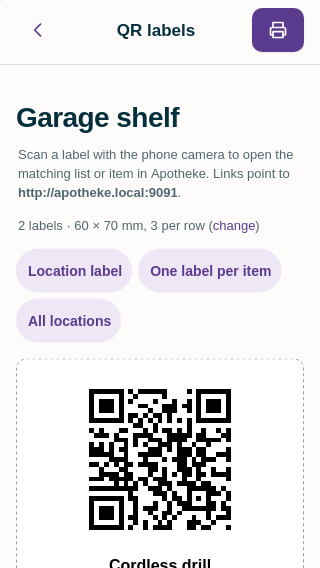 QR labels
Garage shelf
Scan a label with the phone camera to open the
matching list or item in Apotheke. Links point to
http://apotheke.local:9091.
2 labels · 60 × 70 mm, 3 per row (change)
Location label
One label per item
All locations
Cordless drill